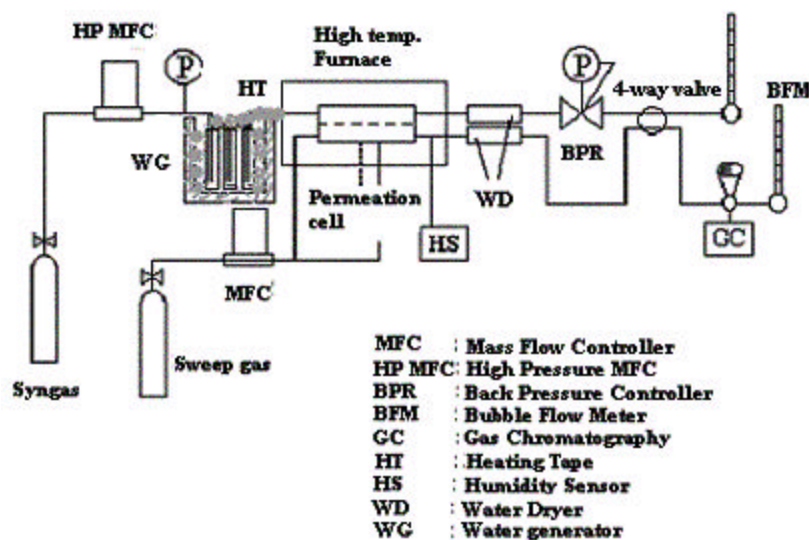 HP MFC
High temp.
Furnace
P
HT
P
4-way valve
BFM
WG
BPR
Permeation
cell
WD
HS
GC
MFC
Syngas
Sweep gas
MFC : Mass Flow Controller
HP MFC : High Pressure MFC
BPR : Back Pressure Controller
BFM : Bubble Flow Meter
GC : Gas Chromatography
HT : Heating Tape
HS : Humidity Sensor
WD : Water Dryer
WG : Water generator